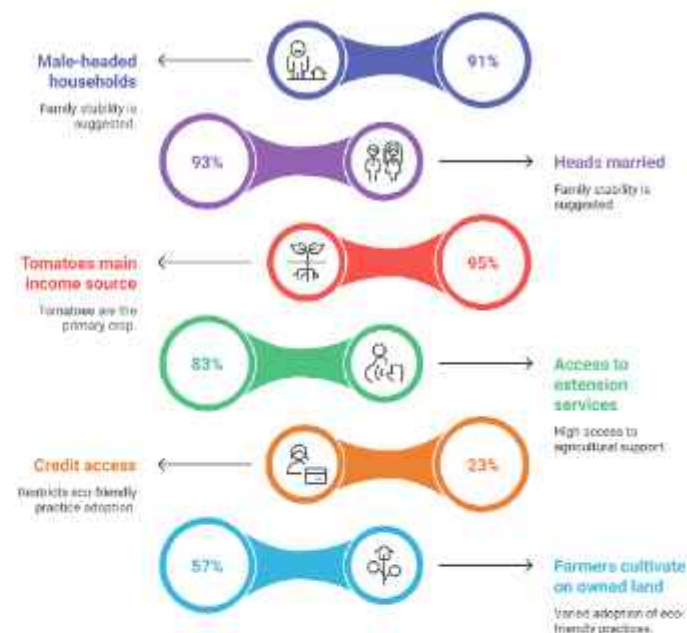 Male-headed
households
Family stability is
suggested.
91%
93%
Heads married
Family stability is
suggested.
Tomatoes main
income source
Tomatoes are the
primary crop.
95%
83%
Access to
extension
services
High access to
agricultural support.
Credit access
Restricts eco-friendly
practice adoption.
23%
57%
Farmers cultivate
on owned land
Varied adoption of eco-
friendly practices.